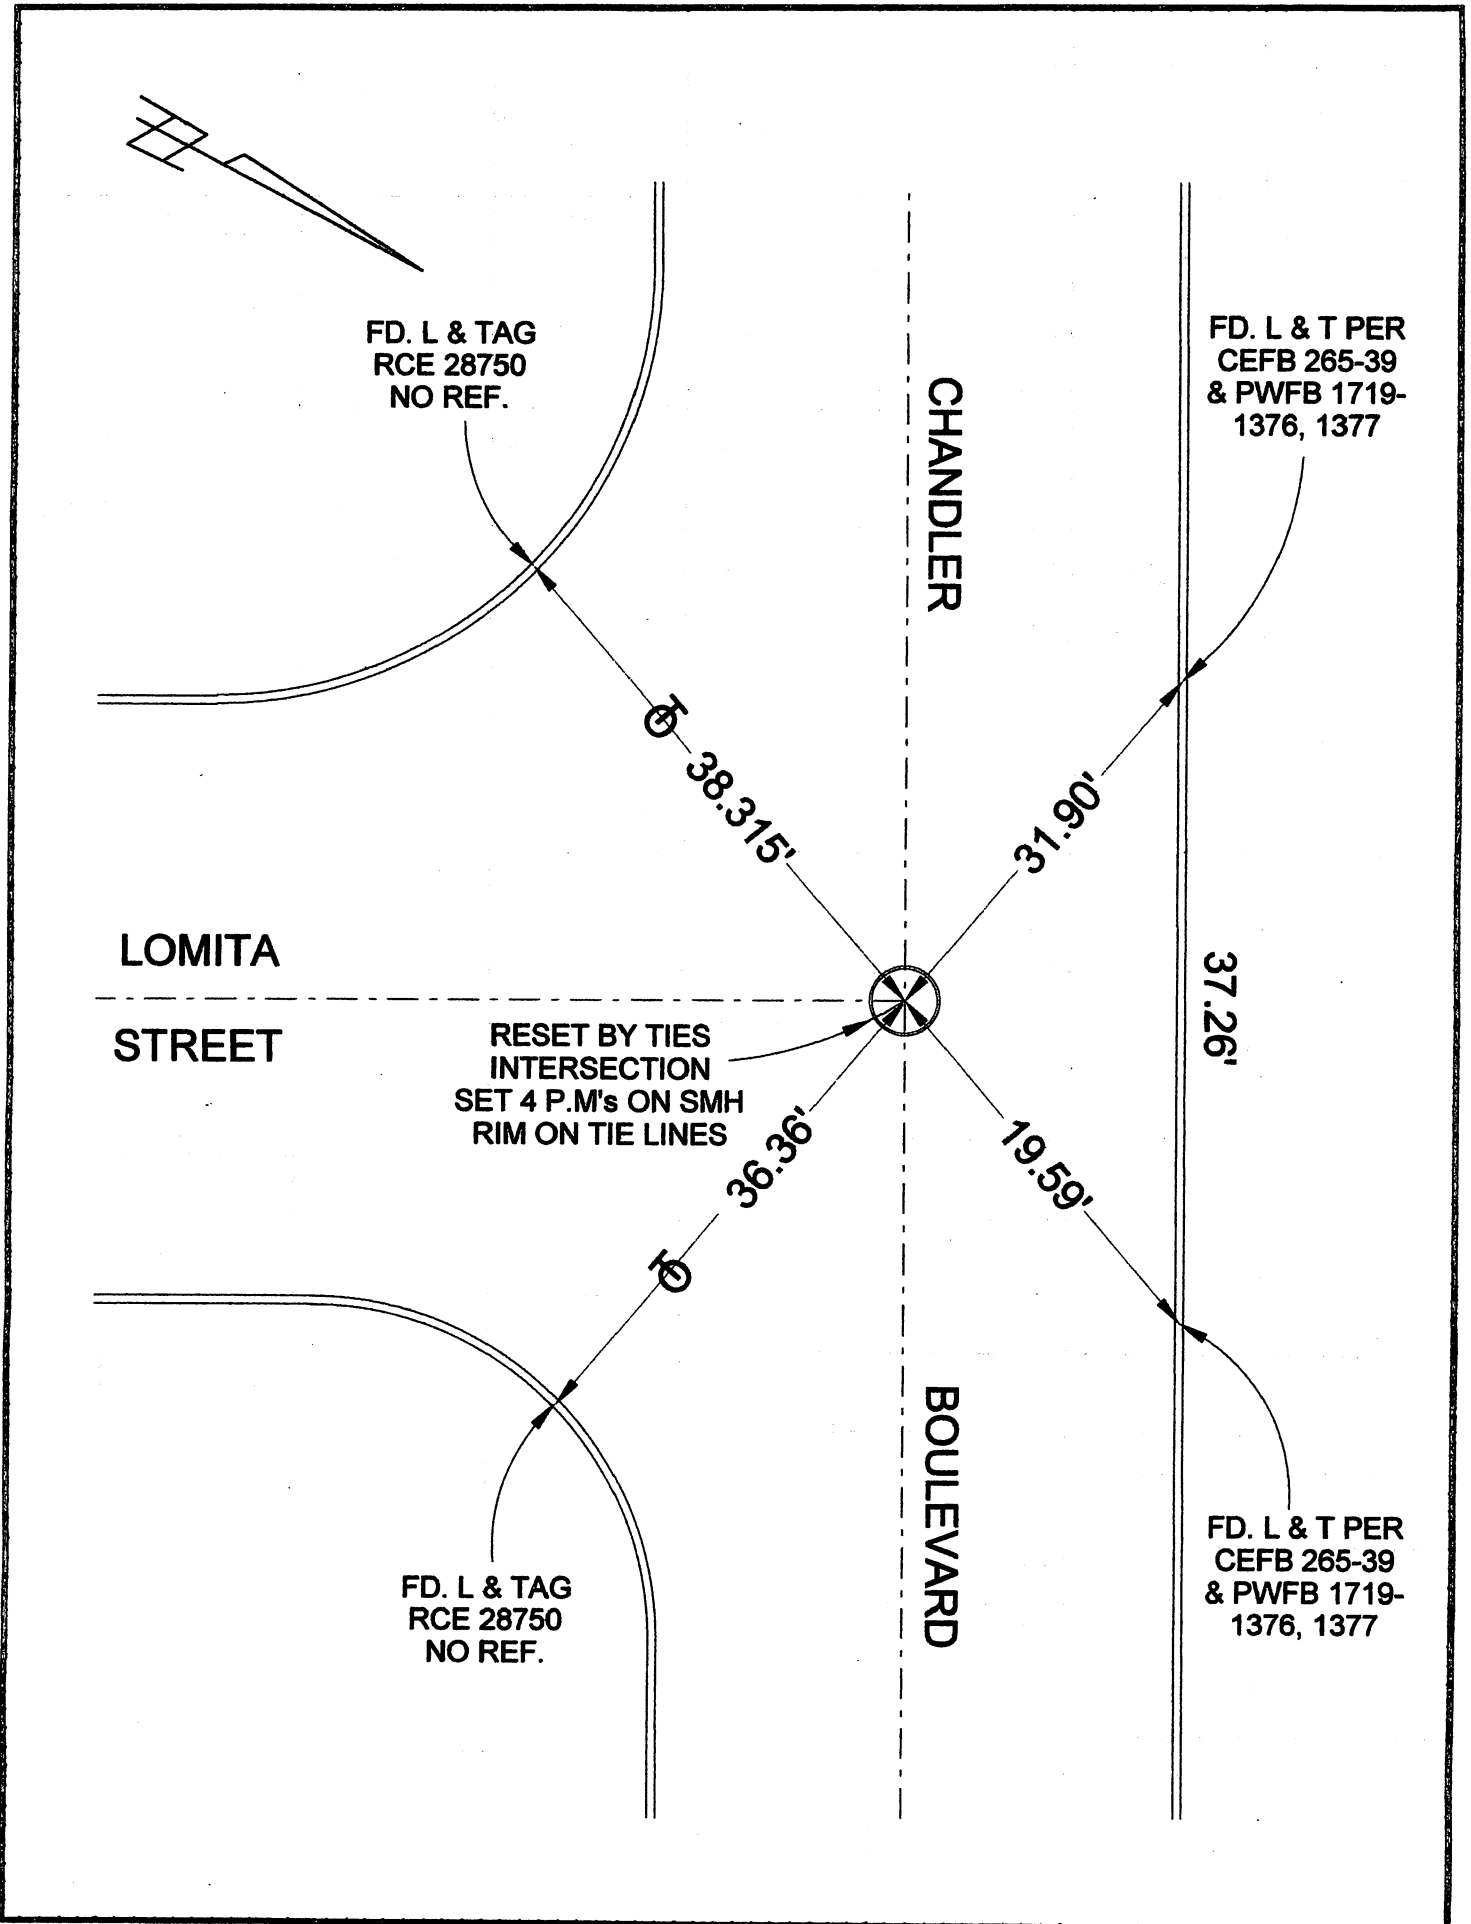 FD. L & TAG
RCE 28750
NO REF.
FD. L & T PER
CEFB 265-39
& PWFB 1719-
1376, 1377
CHANDLER
38.315'
31.90'
LOMITA
STREET
37.26'
RESET BY TIES
INTERSECTION
SET 4 P.M's ON SMH
RIM ON TIE LINES
36.36'
19.59'
BOULEVARD
FD. L & TAG
RCE 28750
NO REF.
FD. L & T PER
CEFB 265-39
& PWFB 1719-
1376, 1377